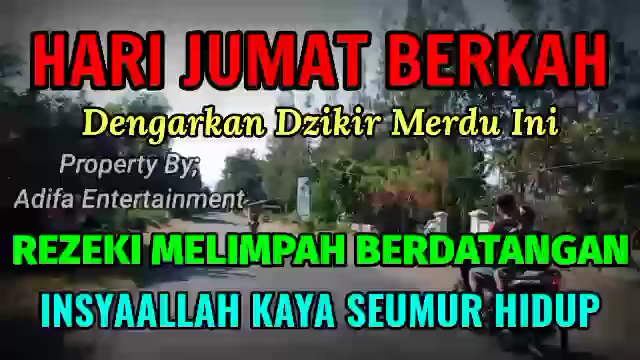 HARI JUMAT BERKAH
Dengarkan Dzikir Merdu Ini
Property By;
Adifa Entertainment
REZEKI MELIMPAH BERDATANGAN
INSYAALLAH KAYA SEUMUR HIDUP